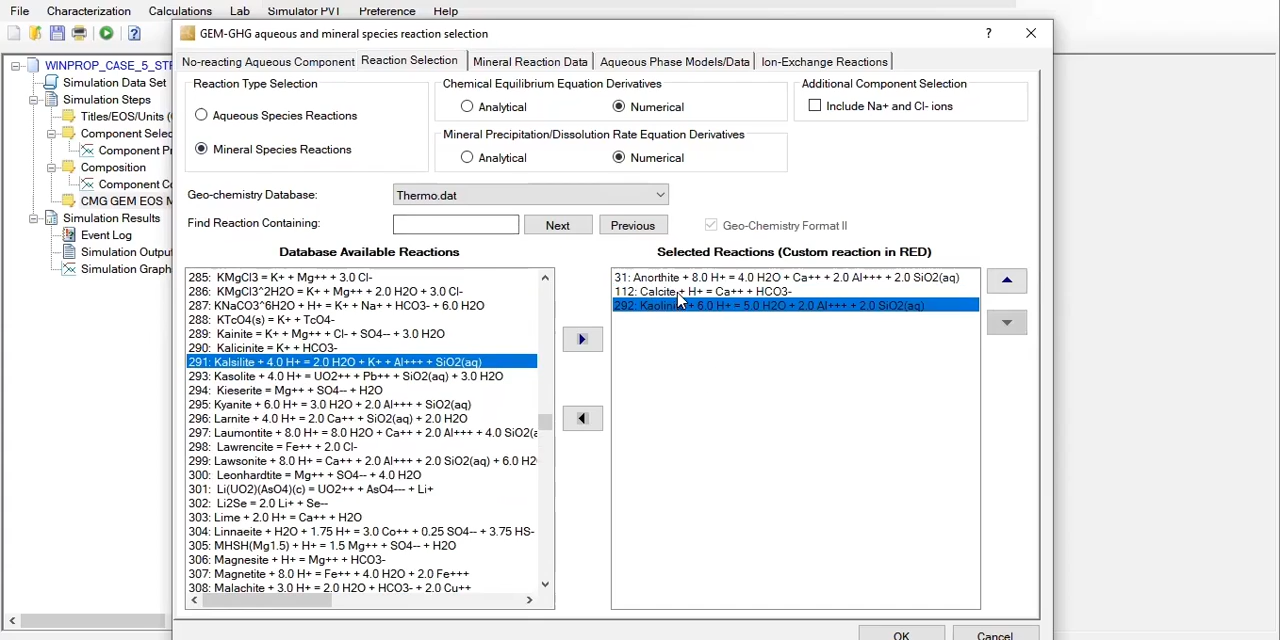 File Characterization Calculations Lab Simulator PVT Preference Help
GEM-GHG aqueous and mineral species reaction selection
? ✕
WINPROP_CASE_5_STE
Simulation Data Set
Simulation Steps
Titles/EOS/Units (
Component Selec
Component Pr
Composition
Component Co
CMG GEM EOS M
Simulation Results
Event Log
Simulation Outpu
Simulation Graph
No-reacting Aqueous Component Reaction Selection Mineral Reaction Data Aqueous Phase Models/Data Ion-Exchange Reactions
Reaction Type Selection
Aqueous Species Reactions
Mineral Species Reactions
Chemical Equilibrium Equation Derivatives
Analytical Numerical
Mineral Precipitation/Dissolution Rate Equation Derivatives
Analytical Numerical
Additional Component Selection
Include Na+ and Cl- ions
Geo-chemistry Database: Thermo.dat
Find Reaction Containing: Next Previous Geo-Chemistry Format II
Database Available Reactions
285: KMgCl3 = K+ + Mg++ + 3.0 Cl-
286: KMgCl3^2H2O = K+ + Mg++ + 2.0 H2O + 3.0 Cl-
287: KNaCO3^6H2O + H+ = K+ + Na+ + HCO3- + 6.0 H2O
288: KTcO4(s) = K+ + TcO4-
289: Kainite = K+ + Mg++ + Cl- + SO4-- + 3.0 H2O
290: Kalicinite = K+ + HCO3-
291: Kalsilite + 4.0 H+ = 2.0 H2O + K+ + Al+++ + SiO2(aq)
293: Kasolite + 4.0 H+ = UO2++ + Pb++ + SiO2(aq) + 3.0 H2O
294: Kieserite = Mg++ + SO4-- + H2O
295: Kyanite + 6.0 H+ = 3.0 H2O + 2.0 Al+++ + SiO2(aq)
296: Larnite + 4.0 H+ = 2.0 Ca++ + SiO2(aq) + 2.0 H2O
297: Laumontite + 8.0 H+ = 8.0 H2O + Ca++ + 2.0 Al+++ + 4.0 SiO2(a
298: Lawrencite = Fe++ + 2.0 Cl-
299: Lawsonite + 8.0 H+ = Ca++ + 2.0 Al+++ + 2.0 SiO2(aq) + 6.0 H2
300: Leonhardtite = Mg++ + SO4-- + 4.0 H2O
301: Li(UO2)(AsO4)(c) = UO2++ + AsO4--- + Li+
302: Li2Se = 2.0 Li+ + Se--
303: Lime + 2.0 H+ = Ca++ + H2O
304: Linnaeite + H2O + 1.75 H+ = 3.0 Co++ + 0.25 SO4-- + 3.75 HS-
305: MHSH(Mg1.5) + H+ = 1.5 Mg++ + SO4-- + H2O
306: Magnesite + H+ = Mg++ + HCO3-
307: Magnetite + 8.0 H+ = Fe++ + 4.0 H2O + 2.0 Fe+++
308: Malachite + 3.0 H+ = 2.0 H2O + HCO3- + 2.0 Cu++
Selected Reactions (Custom reaction in RED)
31: Anorthite + 8.0 H+ = 4.0 H2O + Ca++ + 2.0 Al+++ + 2.0 SiO2(aq)
112: Calcite + H+ = Ca++ + HCO3-
292: Kaolinite + 6.0 H+ = 5.0 H2O + 2.0 Al+++ + 2.0 SiO2(aq)
OK Cancel